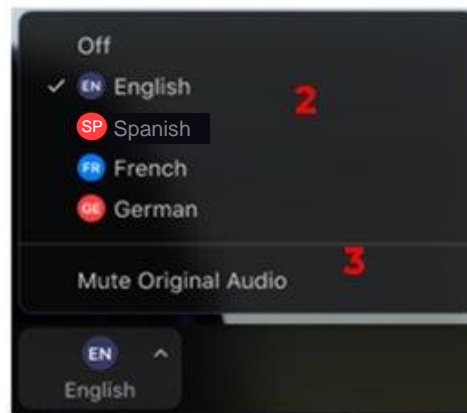 Off
✓ EN English 2
SP Spanish
FR French
GE German
3
Mute Original Audio
EN ^
English